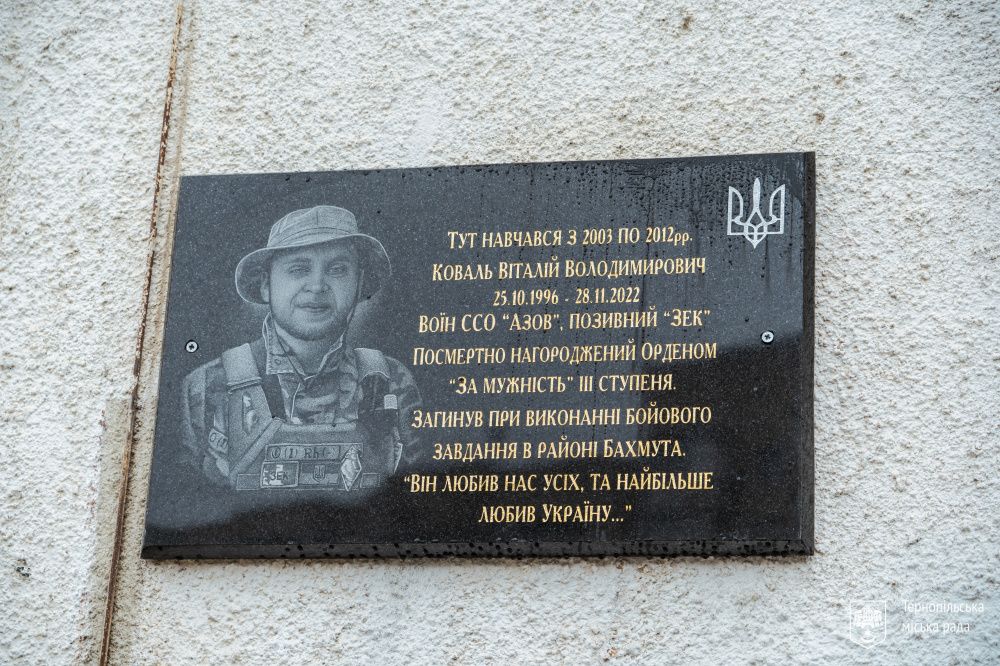 Тут навчався з 2003 по 2012рр.
Коваль Віталій Володимирович
25.10.1996 - 28.11.2022
Воїн ССО "Азов", позивний "Зек"
Посмертно нагороджений Орденом
"За мужність" III ступеня.
Загинув при виконанні бойового
завдання в районі Бахмута.
"Він любив нас усіх, та найбільше
любив Україну..."
O (I) Rh(-)
ЗЕК
Тернопільська
міська рада